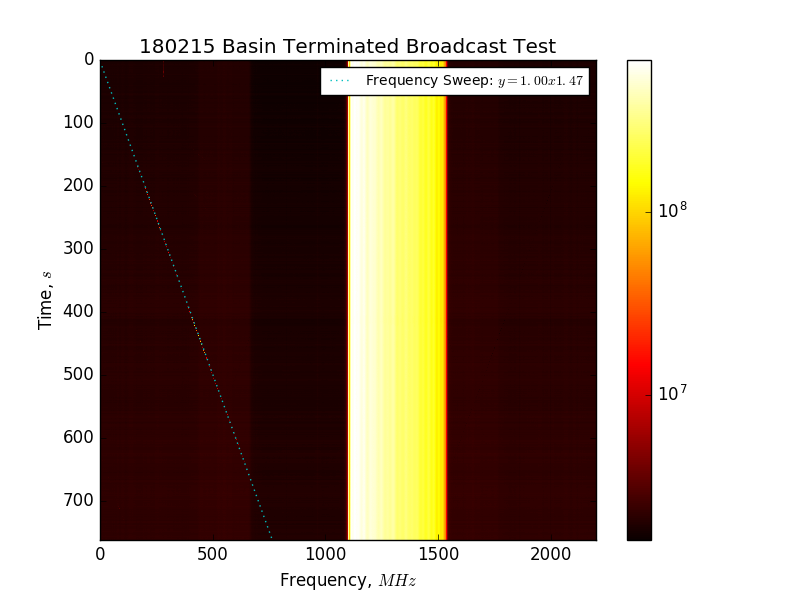 180215 Basin Terminated Broadcast Test
Frequency Sweep: y = 1.00x1.47
0
100
200
300
400
500
600
700
Time, s
0 500 1000 1500 2000
Frequency, MHz
10^8
10^7